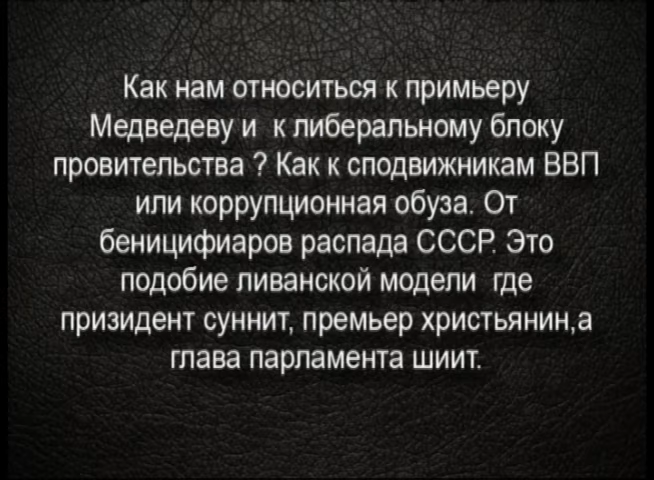 Как нам относиться к примьеру
Медведеву и к либеральному блоку
провительства ? Как к сподвижникам ВВП
или коррупционная обуза. От
беницифиаров распада СССР. Это
подобие ливанской модели где
призидент суннит, премьер христьянин,а
глава парламента шиит.